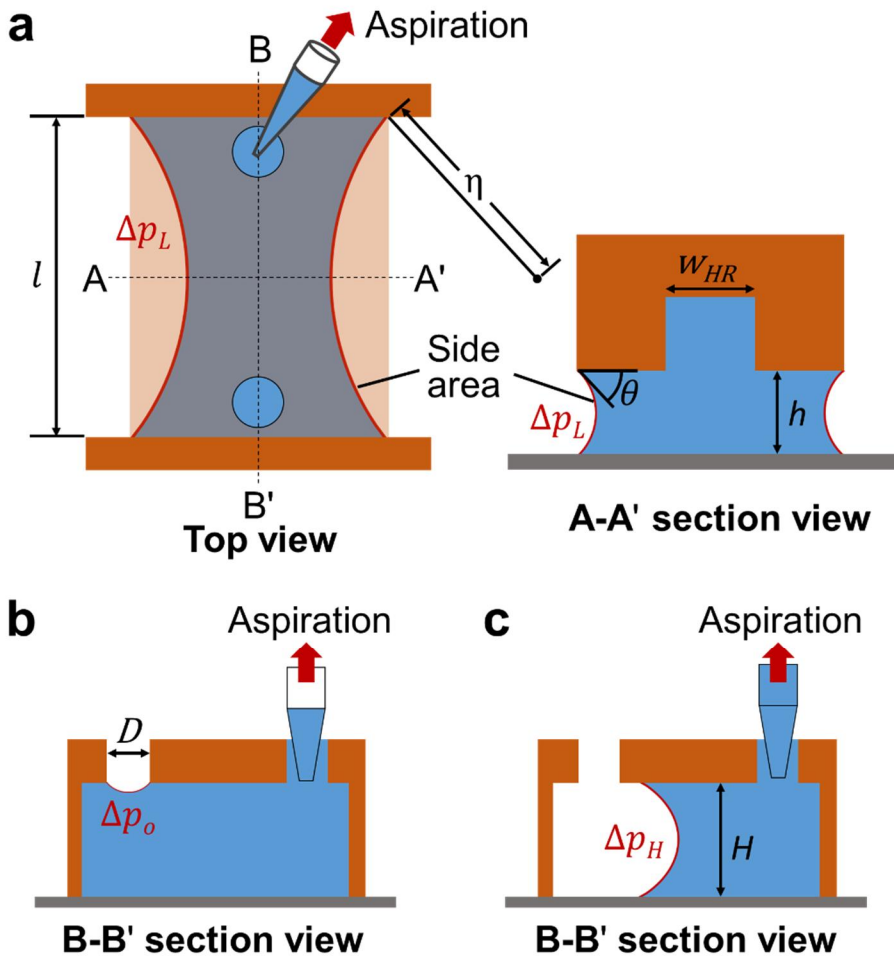 a
B
Aspiration
η
Δp_L
l
A
A'
w_HR
Side
area
θ
Δp_L
h
B'
Top view
A-A' section view
b
Aspiration
D
Δp_o
B-B' section view
c
Aspiration
Δp_H
H
B-B' section view